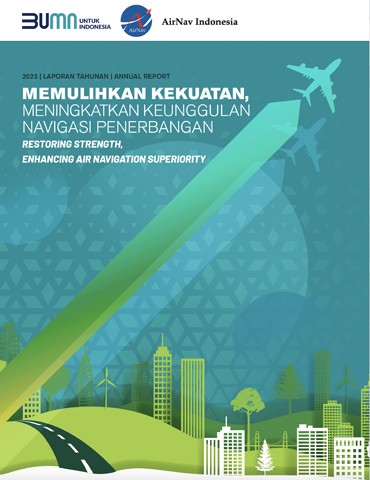 BUMN UNTUK INDONESIA
AirNav
AirNav Indonesia
2023 | LAPORAN TAHUNAN | ANNUAL REPORT
MEMULIHKAN KEKUATAN,
MENINGKATKAN KEUNGGULAN
NAVIGASI PENERBANGAN
RESTORING STRENGTH,
ENHANCING AIR NAVIGATION SUPERIORITY